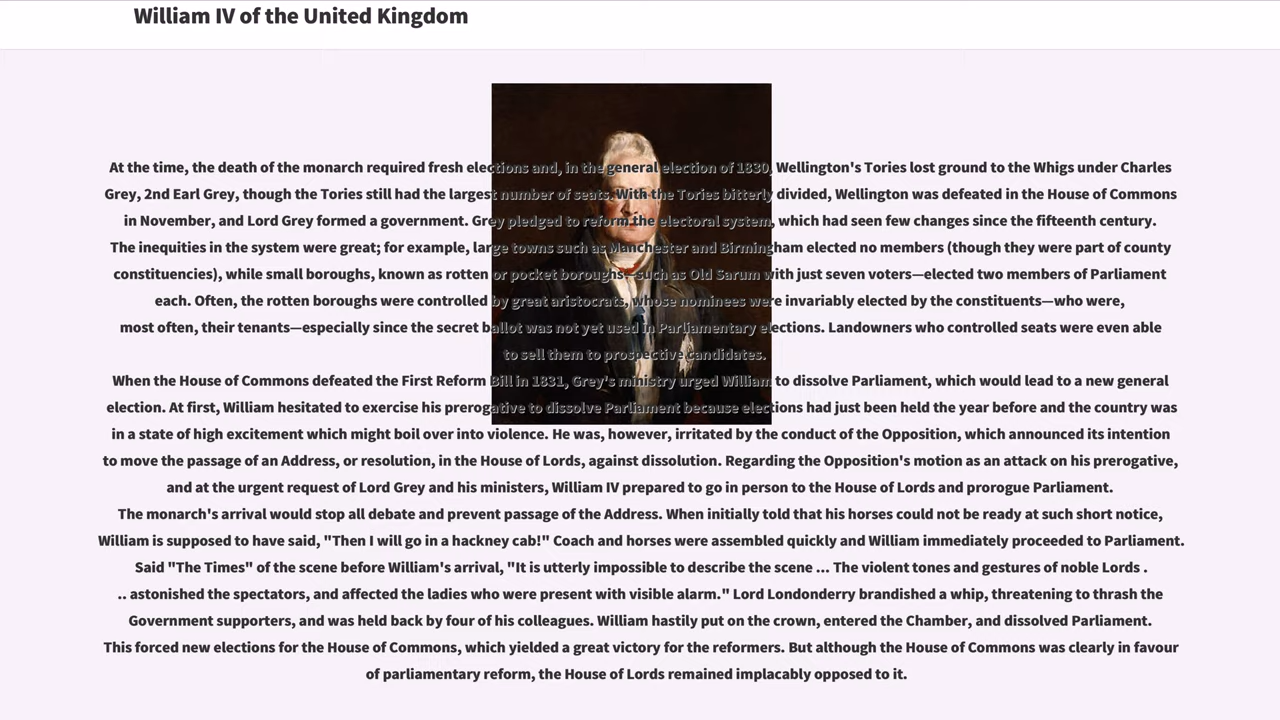 William IV of the United Kingdom
At the time, the death of the monarch required fresh elections and, in the general election of 1830, Wellington's Tories lost ground to the Whigs under Charles
Grey, 2nd Earl Grey, though the Tories still had the largest number of seats. With the Tories bitterly divided, Wellington was defeated in the House of Commons
in November, and Lord Grey formed a government. Grey pledged to reform the electoral system, which had seen few changes since the fifteenth century.
The inequities in the system were great; for example, large towns such as Manchester and Birmingham elected no members (though they were part of county
constituencies), while small boroughs, known as rotten or pocket boroughs—such as Old Sarum with just seven voters—elected two members of Parliament
each. Often, the rotten boroughs were controlled by great aristocrats, whose nominees were invariably elected by the constituents—who were,
most often, their tenants—especially since the secret ballot was not yet used in Parliamentary elections. Landowners who controlled seats were even able
to sell them to prospective candidates.
When the House of Commons defeated the First Reform Bill in 1831, Grey's ministry urged William to dissolve Parliament, which would lead to a new general
election. At first, William hesitated to exercise his prerogative to dissolve Parliament because elections had just been held the year before and the country was
in a state of high excitement which might boil over into violence. He was, however, irritated by the conduct of the Opposition, which announced its intention
to move the passage of an Address, or resolution, in the House of Lords, against dissolution. Regarding the Opposition's motion as an attack on his prerogative,
and at the urgent request of Lord Grey and his ministers, William IV prepared to go in person to the House of Lords and prorogue Parliament.
The monarch's arrival would stop all debate and prevent passage of the Address. When initially told that his horses could not be ready at such short notice,
William is supposed to have said, "Then I will go in a hackney cab!" Coach and horses were assembled quickly and William immediately proceeded to Parliament.
Said "The Times" of the scene before William's arrival, "It is utterly impossible to describe the scene ... The violent tones and gestures of noble Lords .
.. astonished the spectators, and affected the ladies who were present with visible alarm." Lord Londonderry brandished a whip, threatening to thrash the
Government supporters, and was held back by four of his colleagues. William hastily put on the crown, entered the Chamber, and dissolved Parliament.
This forced new elections for the House of Commons, which yielded a great victory for the reformers. But although the House of Commons was clearly in favour
of parliamentary reform, the House of Lords remained implacably opposed to it.